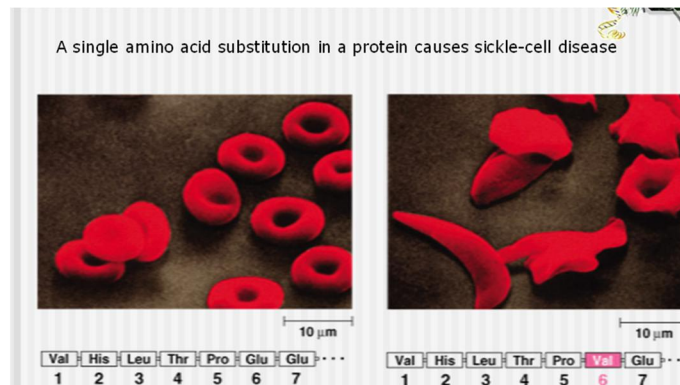 A single amino acid substitution in a protein causes sickle-cell disease
10 μm
10 μm
Val His Leu Thr Pro Glu Glu ····
1 2 3 4 5 6 7
Val His Leu Thr Pro Val Glu ··
1 2 3 4 5 6 7